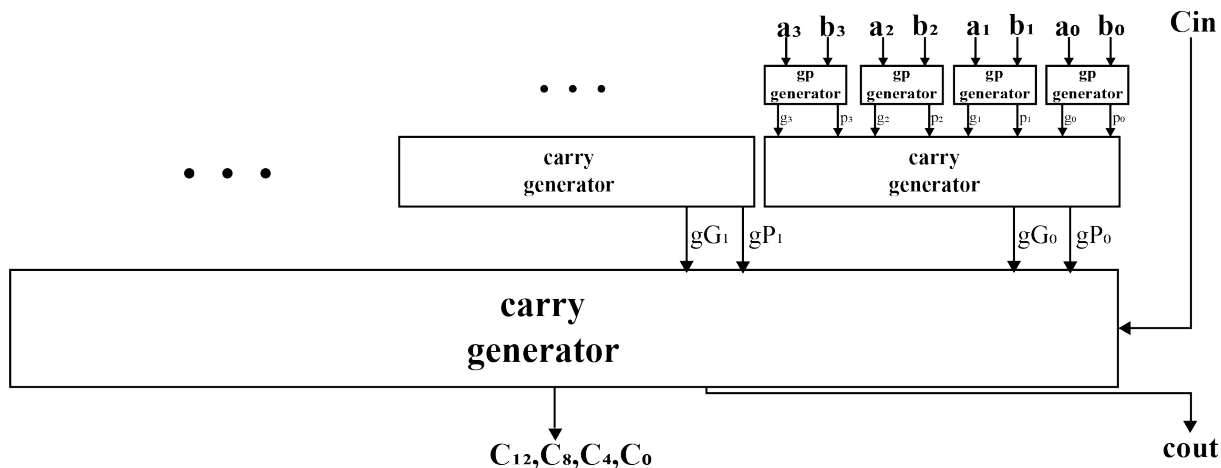 a₃ b₃ a₂ b₂ a₁ b₁ a₀ b₀ Cin
gp generator gp generator gp generator gp generator
• • •
g₃ p₃ g₂ p₂ g₁ p₁ g₀ p₀
carry generator
carry generator
• • •
gG₁ gP₁ gG₀ gP₀
carry
generator
C₁₂,C₈,C₄,C₀
cout